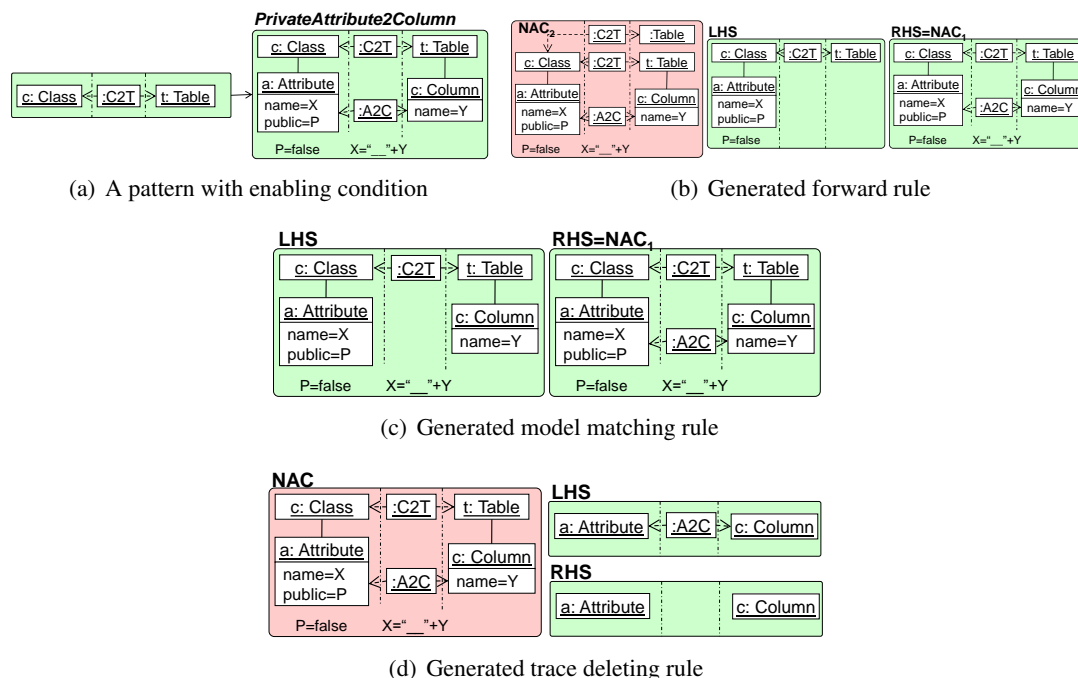 PrivateAttribute2Column
c: Class :C2T t: Table
c: Class :C2T t: Table
a: Attribute
name=X
public=P
c: Column
name=Y
:A2C
P=false X="__"+Y
(a) A pattern with enabling condition
NAC2
:C2T :Table
c: Class :C2T t: Table
a: Attribute
name=X
public=P
c: Column
name=Y
:A2C
P=false X="__"+Y
LHS
c: Class :C2T t: Table
a: Attribute
name=X
public=P
P=false
RHS=NAC1
c: Class :C2T t: Table
a: Attribute
name=X
public=P
c: Column
name=Y
:A2C
P=false X="__"+Y
(b) Generated forward rule
LHS
c: Class :C2T t: Table
a: Attribute
name=X
public=P
c: Column
name=Y
P=false X="__"+Y
RHS=NAC1
c: Class :C2T t: Table
a: Attribute
name=X
public=P
c: Column
name=Y
:A2C
P=false X="__"+Y
(c) Generated model matching rule
NAC
c: Class :C2T t: Table
a: Attribute
name=X
public=P
c: Column
name=Y
:A2C
P=false X="__"+Y
LHS
a: Attribute :A2C c: Column
RHS
a: Attribute c: Column
(d) Generated trace deleting rule